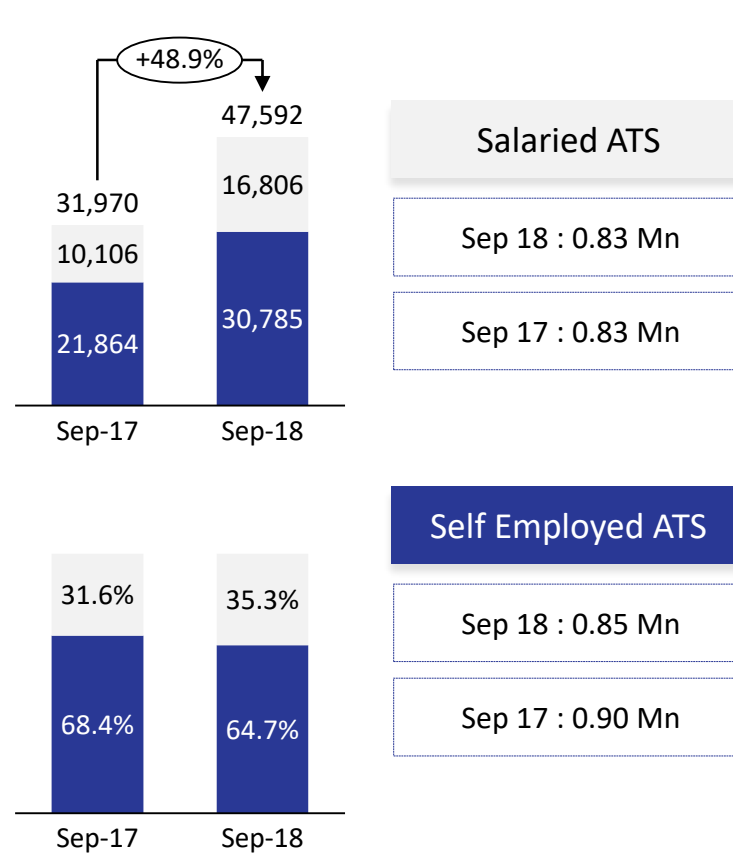 +48.9%
47,592
16,806
31,970
10,106
30,785
21,864
Sep-17 Sep-18
Salaried ATS
Sep 18 : 0.83 Mn
Sep 17 : 0.83 Mn
31.6% 35.3%
68.4% 64.7%
Sep-17 Sep-18
Self Employed ATS
Sep 18 : 0.85 Mn
Sep 17 : 0.90 Mn